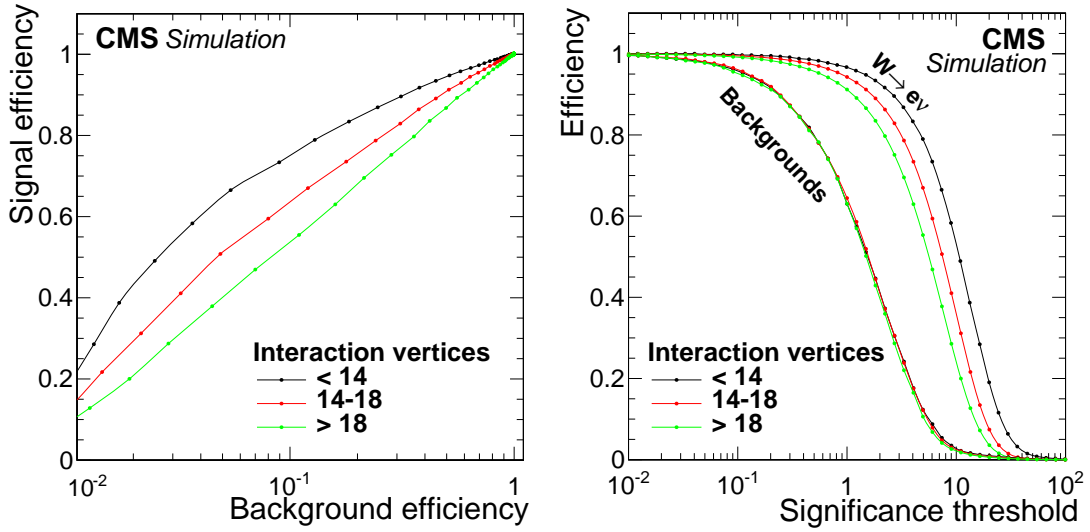 CMS Simulation
Signal efficiency
1
0.8
0.6
0.4
0.2
0
Interaction vertices
< 14
14-18
> 18
10^-2
10^-1
1
Background efficiency
CMS
Simulation
Efficiency
1
0.8
0.6
0.4
0.2
0
W→eν
Backgrounds
Interaction vertices
< 14
14-18
> 18
10^-2
10^-1
1
10
10^2
Significance threshold